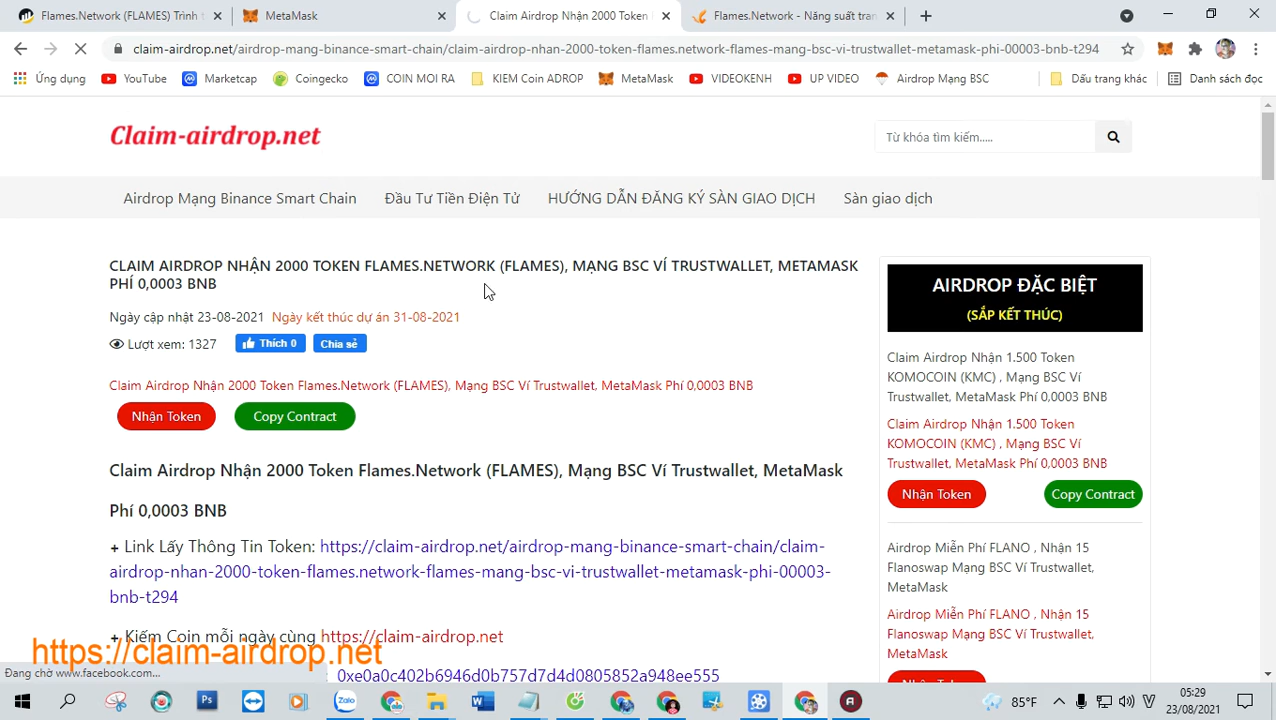 Flames.Network (FLAMES) Trình t
MetaMask
Claim Airdrop Nhận 2000 Token
Flames.Network - Năng suất tran
claim-airdrop.net/airdrop-mang-binance-smart-chain/claim-airdrop-nhan-2000-token-flames.network-flames-mang-bsc-vi-trustwallet-metamask-phi-00003-bnb-t294
Ứng dụng
YouTube
Marketcap
Coingecko
COIN MOI RA
KIEM Coin ADROP
MetaMask
VIDEOKENH
UP VIDEO
Airdrop Mạng BSC
Dấu trang khác
Danh sách đọc
Claim-airdrop.net
Từ khóa tìm kiếm.....
Airdrop Mạng Binance Smart Chain
Đầu Tư Tiền Điện Tử
HƯỚNG DẪN ĐĂNG KÝ SÀN GIAO DỊCH
Sàn giao dịch
CLAIM AIRDROP NHẬN 2000 TOKEN FLAMES.NETWORK (FLAMES), MẠNG BSC VÍ TRUSTWALLET, METAMASK
PHÍ 0,0003 BNB
Ngày cập nhật 23-08-2021 Ngày kết thúc dự án 31-08-2021
Lượt xem: 1327
Thích 0
Chia sẻ
Claim Airdrop Nhận 2000 Token Flames.Network (FLAMES), Mạng BSC Ví Trustwallet, MetaMask Phí 0,0003 BNB
Nhận Token
Copy Contract
Claim Airdrop Nhận 2000 Token Flames.Network (FLAMES), Mạng BSC Ví Trustwallet, MetaMask
Phí 0,0003 BNB
+ Link Lấy Thông Tin Token: https://claim-airdrop.net/airdrop-mang-binance-smart-chain/claim-
airdrop-nhan-2000-token-flames.network-flames-mang-bsc-vi-trustwallet-metamask-phi-00003-
bnb-t294
+ Kiếm Coin mỗi ngày cùng https://claim-airdrop.net
0xe0a0c402b6946d0b757d7d4d0805852a948ee555
AIRDROP ĐẶC BIỆT
(SẮP KẾT THÚC)
Claim Airdrop Nhận 1.500 Token
KOMOCOIN (KMC) , Mạng BSC Ví
Trustwallet, MetaMask Phí 0,0003 BNB
Claim Airdrop Nhận 1.500 Token
KOMOCOIN (KMC) , Mạng BSC Ví
Trustwallet, MetaMask Phí 0,0003 BNB
Nhận Token
Copy Contract
Airdrop Miễn Phí FLANO , Nhận 15
Flanoswap Mạng BSC Ví Trustwallet,
MetaMask
Airdrop Miễn Phí FLANO , Nhận 15
Flanoswap Mạng BSC Ví Trustwallet,
MetaMask
https://claim-airdrop.net
Đang chờ www.facebook.com...
Zalo
85°F
05:29
23/08/2021